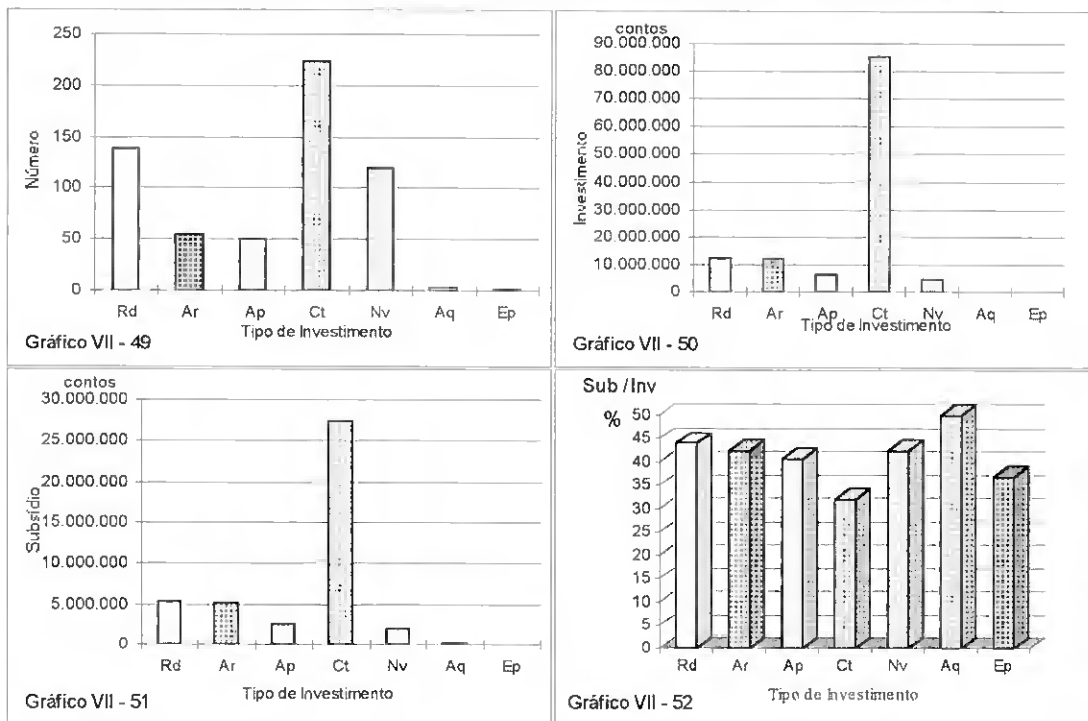 250
200
150
100
50
0
Número
Rd Ar Ap Ct Nv Aq Ep
Tipo de Investimento
Gráfico VII - 49
contos
90.000.000
80.000.000
70.000.000
60.000.000
50.000.000
40.000.000
30.000.000
20.000.000
10.000.000
0
Investimento
Rd Ar Ap Ct Nv Aq Ep
Tipo de Investimento
Gráfico VII - 50
contos
30.000.000
25.000.000
20.000.000
15.000.000
10.000.000
5.000.000
0
Subsídio
Rd Ar Ap Ct Nv Aq Ep
Tipo de Investimento
Gráfico VII - 51
Sub /Inv
%
50
45
40
35
30
25
20
15
10
5
0
Rd Ar Ap Ct Nv Aq Ep
Tipo de Investimento
Gráfico VII - 52